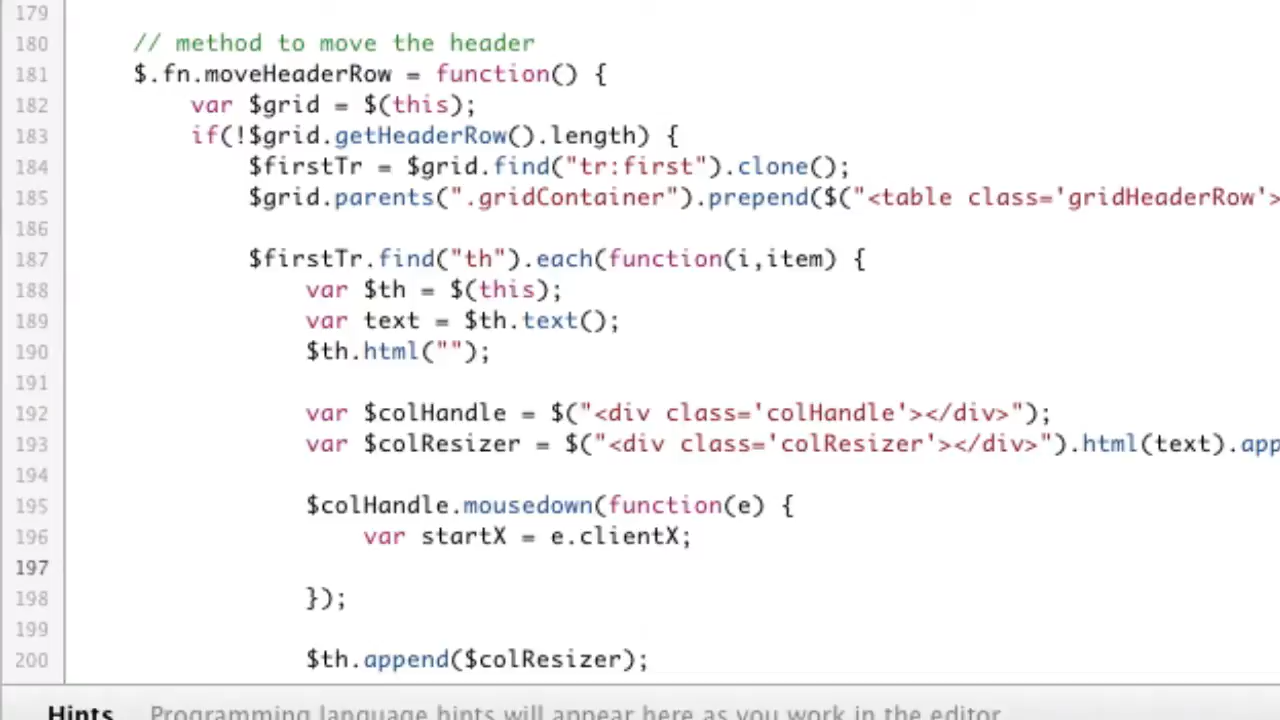 179
180 // method to move the header
181 $.fn.moveHeaderRow = function() {
182 var $grid = $(this);
183 if(!$grid.getHeaderRow().length) {
184 $firstTr = $grid.find("tr:first").clone();
185 $grid.parents(".gridContainer").prepend($("<table class='gridHeaderRow'>
186
187 $firstTr.find("th").each(function(i,item) {
188 var $th = $(this);
189 var text = $th.text();
190 $th.html("");
191
192 var $colHandle = $("<div class='colHandle'></div>");
193 var $colResizer = $("<div class='colResizer'></div>").html(text).app
194
195 $colHandle.mousedown(function(e) {
196 var startX = e.clientX;
197
198 });
199
200 $th.append($colResizer);
Hints Programming language hints will appear here as you work in the editor